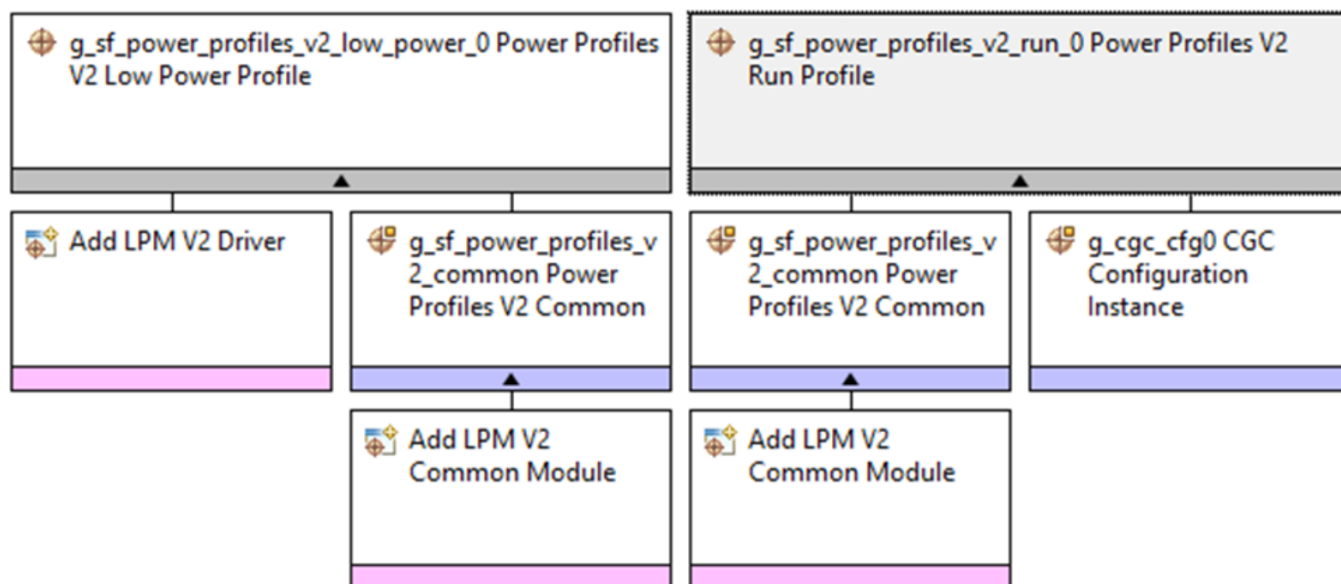 g_sf_power_profiles_v2_low_power_0 Power Profiles
V2 Low Power Profile
g_sf_power_profiles_v2_run_0 Power Profiles V2
Run Profile
Add LPM V2 Driver
g_sf_power_profiles_v
2_common Power
Profiles V2 Common
g_sf_power_profiles_v
2_common Power
Profiles V2 Common
g_cgc_cfg0 CGC
Configuration
Instance
Add LPM V2
Common Module
Add LPM V2
Common Module